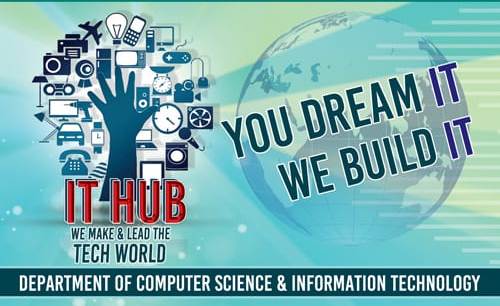 YOU DREAM IT
WE BUILD IT
IT HUB
WE MAKE & LEAD THE
TECH WORLD
DEPARTMENT OF COMPUTER SCIENCE & INFORMATION TECHNOLOGY